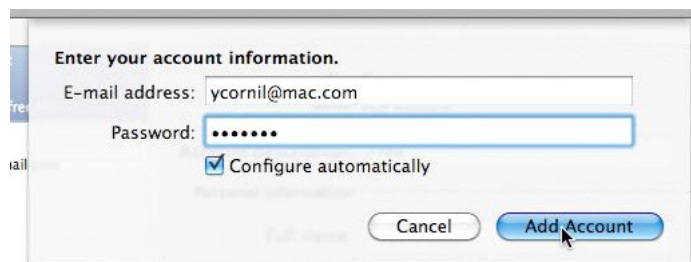 Enter your account information.
E-mail address: ycornil@mac.com
Password: •••••••
Configure automatically
Cancel Add Account